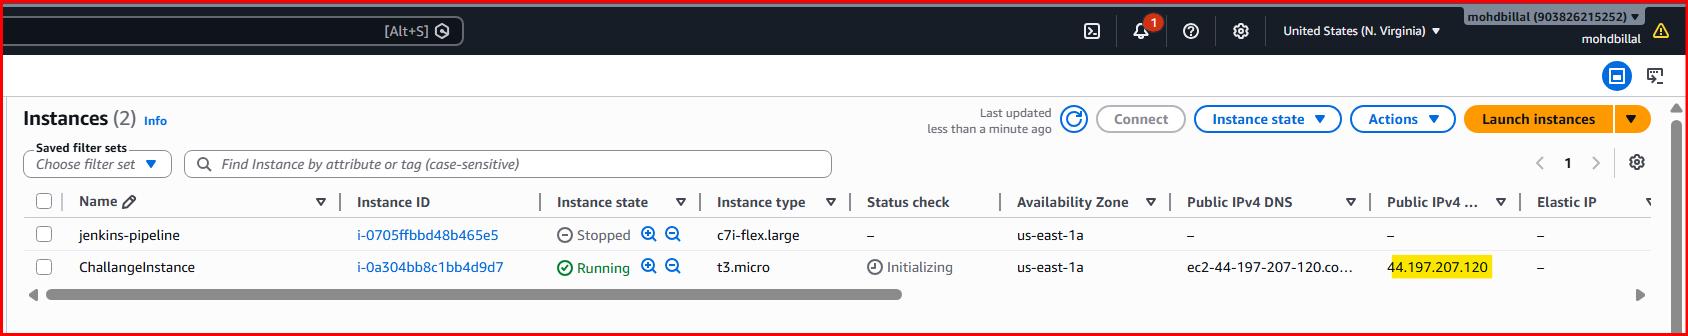 [Alt+S]
1
United States (N. Virginia)
mohdbillal (903826215252)
mohdbillal
Instances (2) Info
Last updated
less than a minute ago
Connect
Instance state
Actions
Launch instances
Saved filter sets
Choose filter set
Find Instance by attribute or tag (case-sensitive)
1
Name Instance ID Instance state Instance type Status check Availability Zone Public IPv4 DNS Public IPv4 ... Elastic IP
jenkins-pipeline i-0705ffbbd48b465e5 Stopped c7i-flex.large – us-east-1a – – –
ChallangeInstance i-0a304bb8c1bb4d9d7 Running t3.micro Initializing us-east-1a ec2-44-197-207-120.co... 44.197.207.120 –